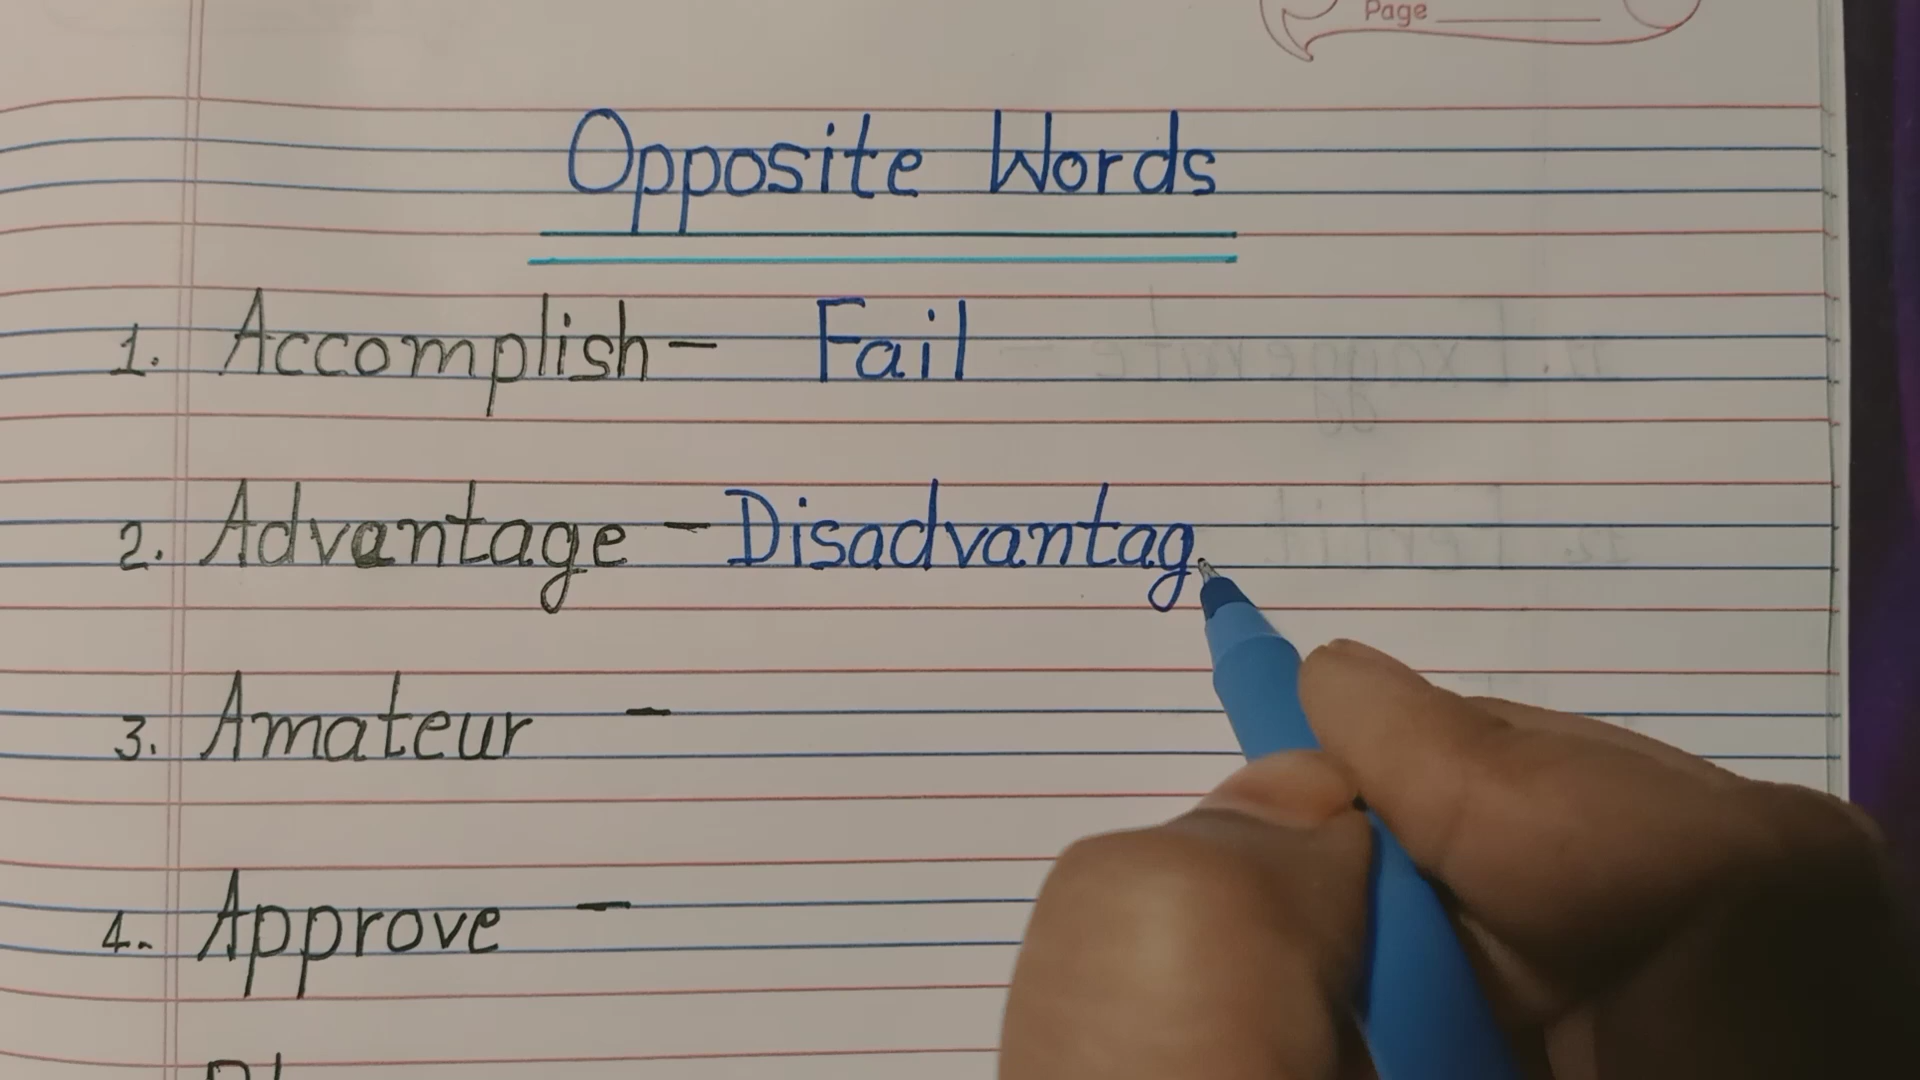 Page
Opposite Words
1. Accomplish - Fail
2. Advantage - Disadvantag
3. Amateur -
4. Approve -